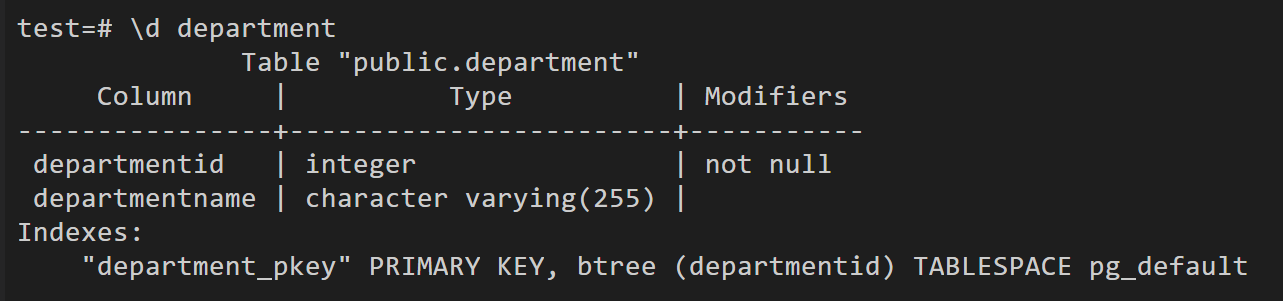 test=# \d department
            Table "public.department"
     Column     |          Type          | Modifiers
----------------+------------------------+-----------
 departmentid   | integer                | not null
 departmentname | character varying(255) |
Indexes:
    "department_pkey" PRIMARY KEY, btree (departmentid) TABLESPACE pg_default